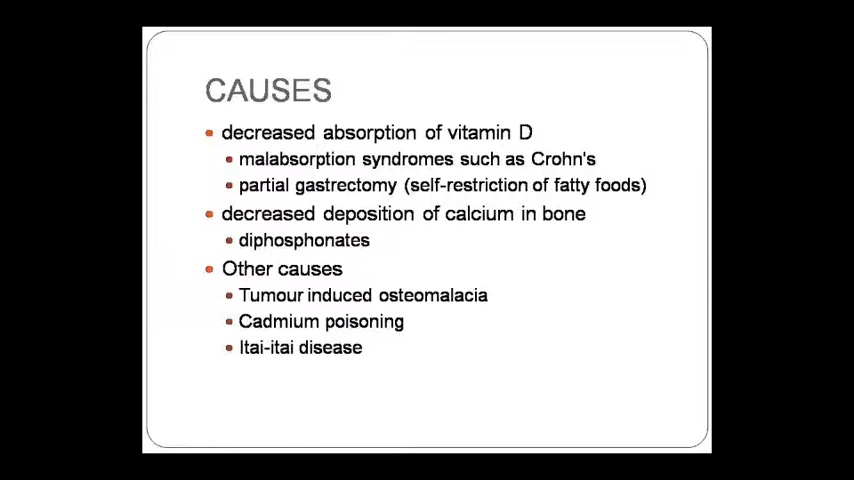 CAUSES
decreased absorption of vitamin D
malabsorption syndromes such as Crohn's
partial gastrectomy (self-restriction of fatty foods)
decreased deposition of calcium in bone
diphosphonates
Other causes
Tumour induced osteomalacia
Cadmium poisoning
Itai-itai disease